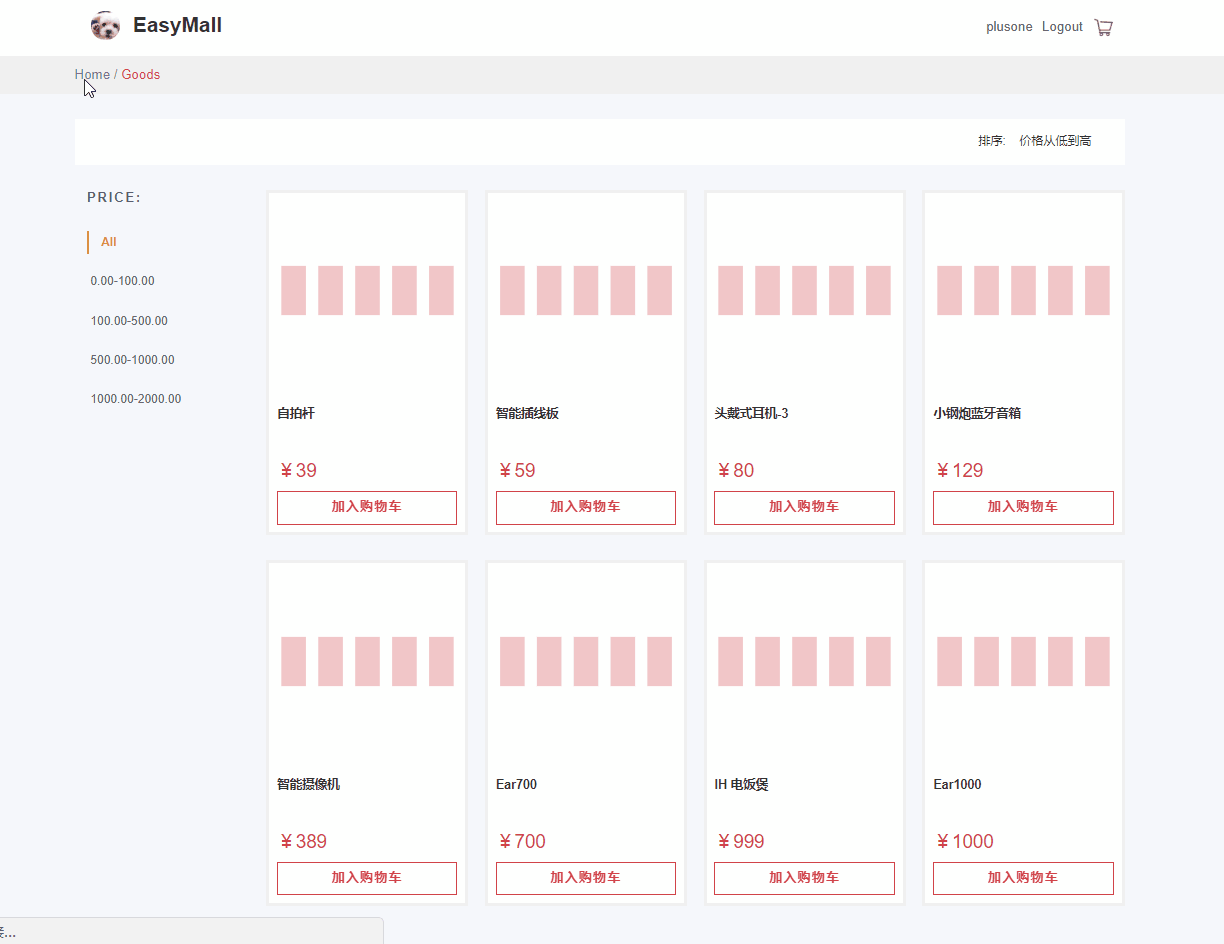 EasyMall
plusone Logout
Home / Goods
排序: 价格从低到高
PRICE:
All
0.00-100.00
100.00-500.00
500.00-1000.00
1000.00-2000.00
自拍杆 智能插线板 头戴式耳机-3 小钢炮蓝牙音箱
¥ 39 ¥ 59 ¥ 80 ¥ 129
加入购物车 加入购物车 加入购物车 加入购物车
智能摄像机 Ear700 IH 电饭煲 Ear1000
¥ 389 ¥ 700 ¥ 999 ¥ 1000
加入购物车 加入购物车 加入购物车 加入购物车
...